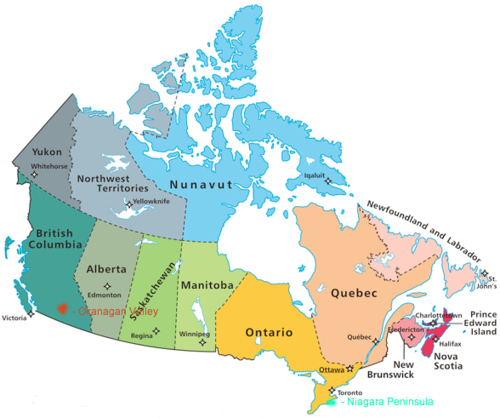 Yukon
Whitehorse
Northwest
Territories
Yellowknife
Nunavut
Iqaluit
Newfoundland and Labrador
St.
John's
British
Columbia
Alberta
Edmonton
Saskatchewan
Manitoba
Quebec
Victoria
- Okanagan Valley
Regina
Winnipeg
Ontario
Québec
Ottawa
Toronto
- Niagara Peninsula
Charlottetown
Prince
Edward
Island
Fredericton
Halifax
New
Brunswick
Nova
Scotia